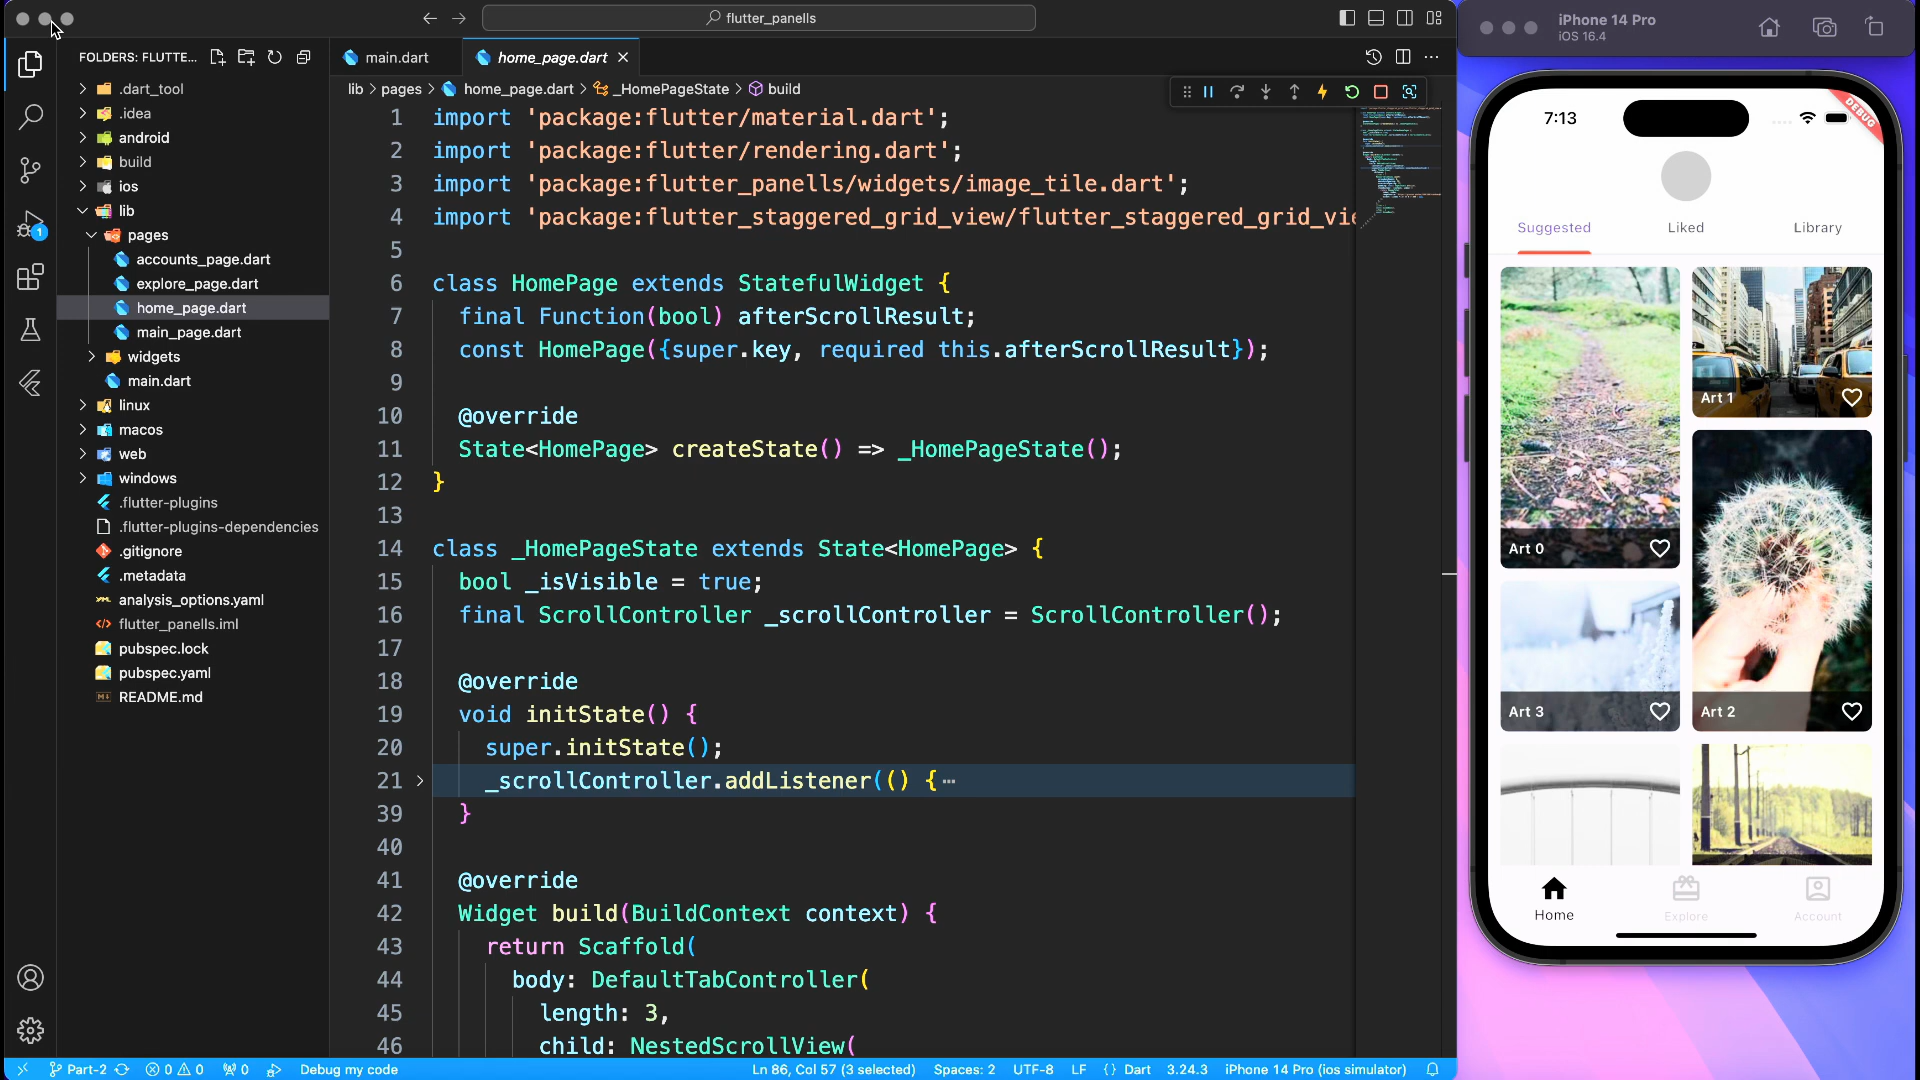 flutter_panells
FOLDERS: FLUTTE...
.dart_tool
.idea
android
build
ios
lib
pages
accounts_page.dart
explore_page.dart
home_page.dart
main_page.dart
widgets
main.dart
linux
macos
web
windows
.flutter-plugins
.flutter-plugins-dependencies
.gitignore
.metadata
analysis_options.yaml
flutter_panells.iml
pubspec.lock
pubspec.yaml
README.md
1
main.dart
home_page.dart
lib > pages > home_page.dart > _HomePageState > build
1 import 'package:flutter/material.dart';
2 import 'package:flutter/rendering.dart';
3 import 'package:flutter_panells/widgets/image_tile.dart';
4 import 'package:flutter_staggered_grid_view/flutter_staggered_grid_vie
5
6 class HomePage extends StatefulWidget {
7 final Function(bool) afterScrollResult;
8 const HomePage({super.key, required this.afterScrollResult});
9
10 @override
11 State<HomePage> createState() => _HomePageState();
12 }
13
14 class _HomePageState extends State<HomePage> {
15 bool _isVisible = true;
16 final ScrollController _scrollController = ScrollController();
17
18 @override
19 void initState() {
20 super.initState();
21 _scrollController.addListener(() {⋯
39 }
40
41 @override
42 Widget build(BuildContext context) {
43 return Scaffold(
44 body: DefaultTabController(
45 length: 3,
46 child: NestedScrollView(
Part-2 0 0 0 Debug my code Ln 86, Col 57 (3 selected) Spaces: 2 UTF-8 LF {} Dart 3.24.3 iPhone 14 Pro (ios simulator)
iPhone 14 Pro
iOS 16.4
7:13
DEBUG
Suggested Liked Library
Art 1
Art 0
Art 3
Art 2
Home Explore Account